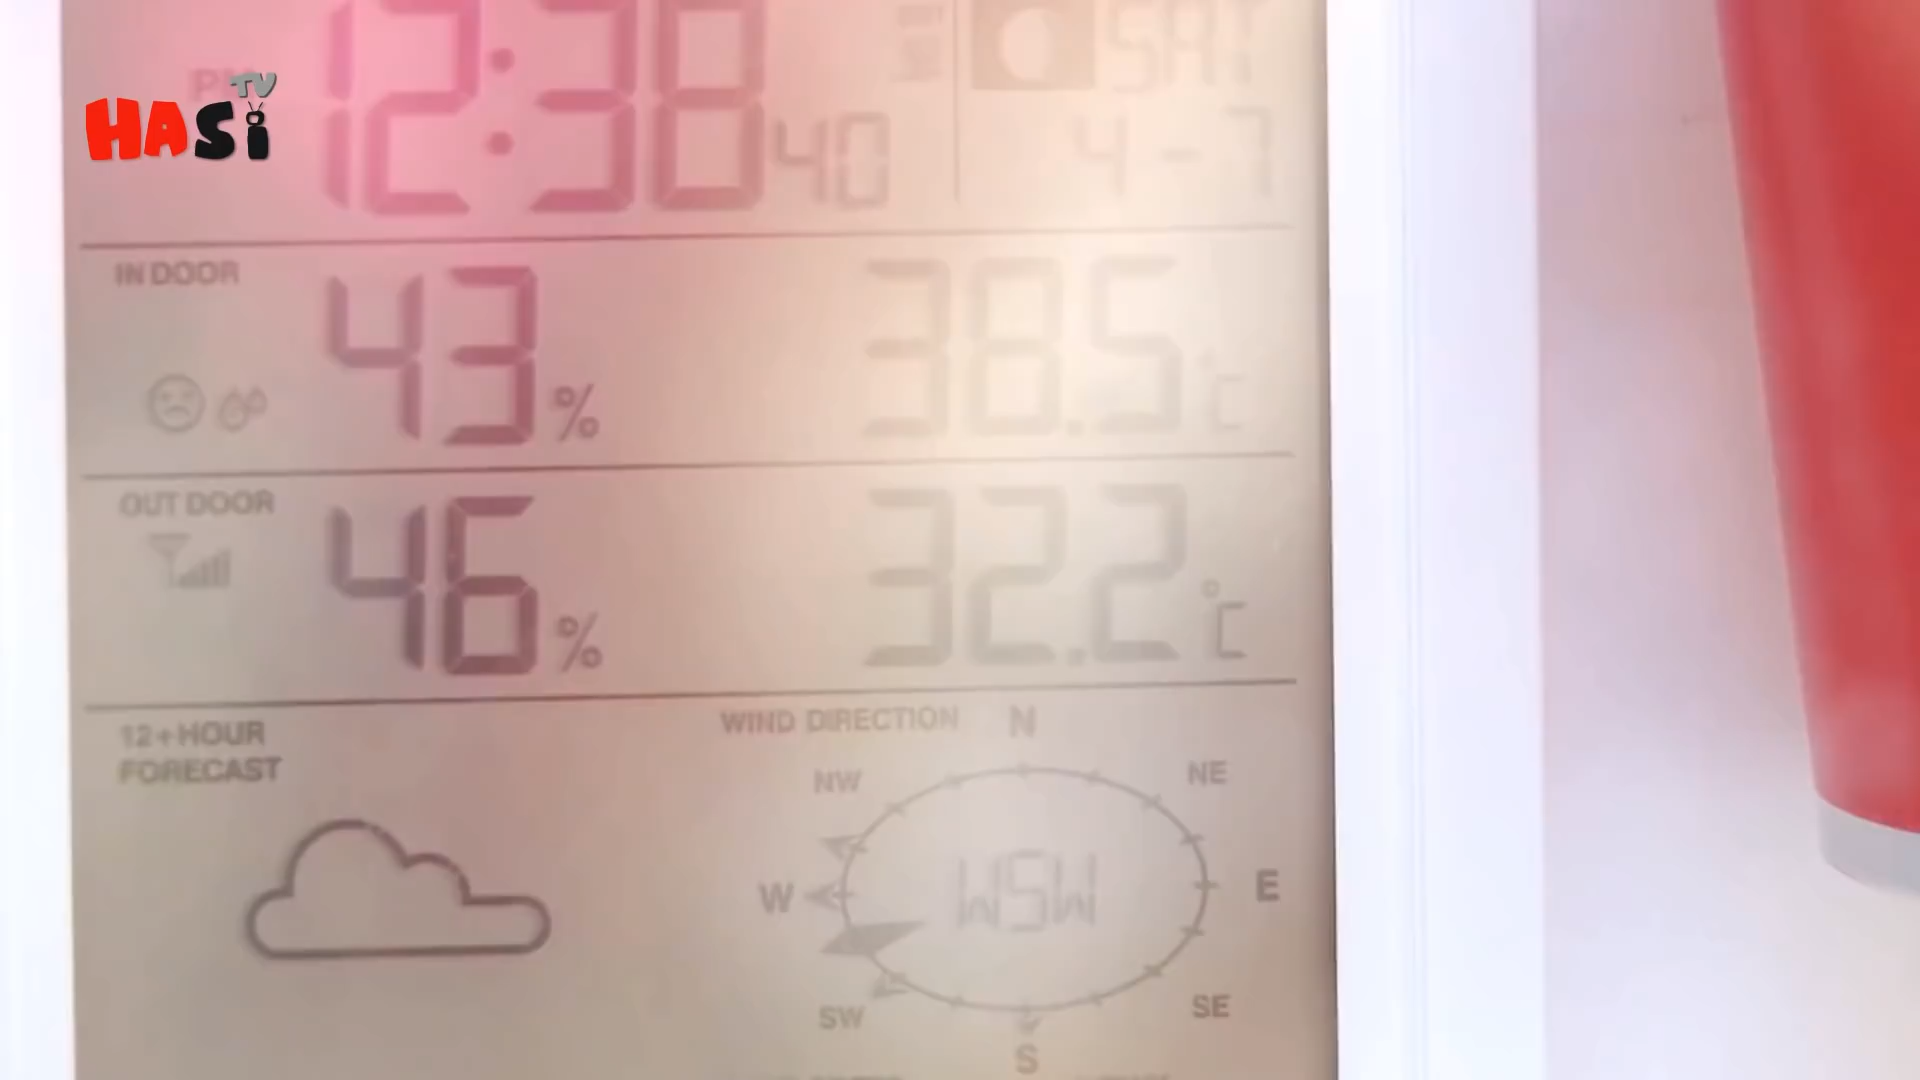 PM 12:38 40 SAT
4-7
HASi TV
IN DOOR 43% 38.5°C
OUT DOOR 46% 32.2°C
12+HOUR FORECAST
WIND DIRECTION
N
NW
NE
W
WSW
E
SW
SE
S